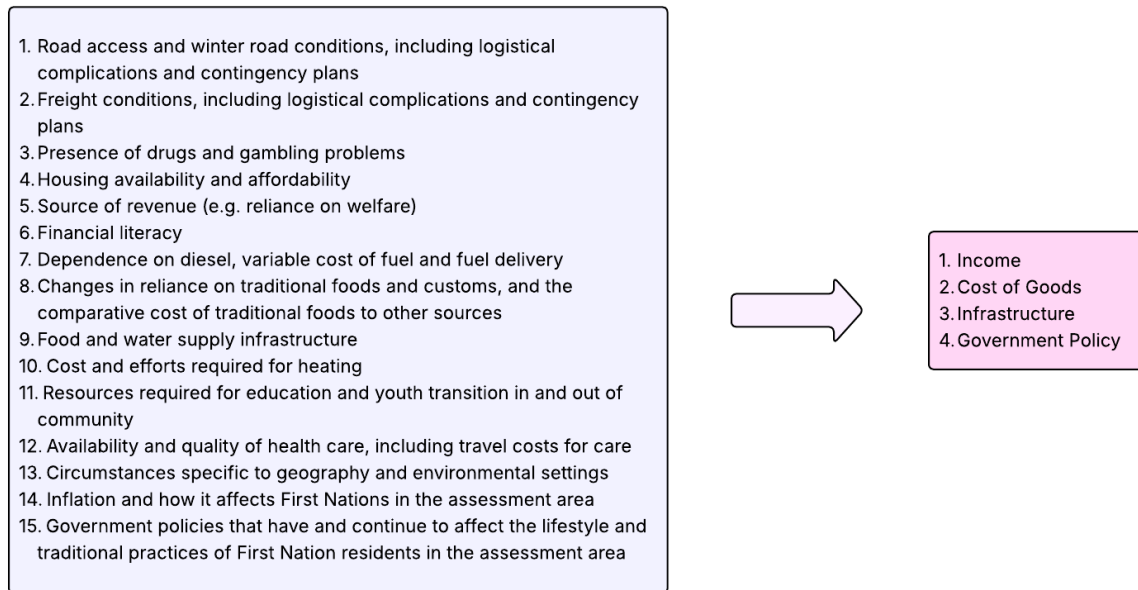 1. Road access and winter road conditions, including logistical
complications and contingency plans
2. Freight conditions, including logistical complications and contingency
plans
3. Presence of drugs and gambling problems
4. Housing availability and affordability
5. Source of revenue (e.g. reliance on welfare)
6. Financial literacy
7. Dependence on diesel, variable cost of fuel and fuel delivery
8. Changes in reliance on traditional foods and customs, and the
comparative cost of traditional foods to other sources
9. Food and water supply infrastructure
10. Cost and efforts required for heating
11. Resources required for education and youth transition in and out of
community
12. Availability and quality of health care, including travel costs for care
13. Circumstances specific to geography and environmental settings
14. Inflation and how it affects First Nations in the assessment area
15. Government policies that have and continue to affect the lifestyle and
traditional practices of First Nation residents in the assessment area
1. Income
2. Cost of Goods
3. Infrastructure
4. Government Policy